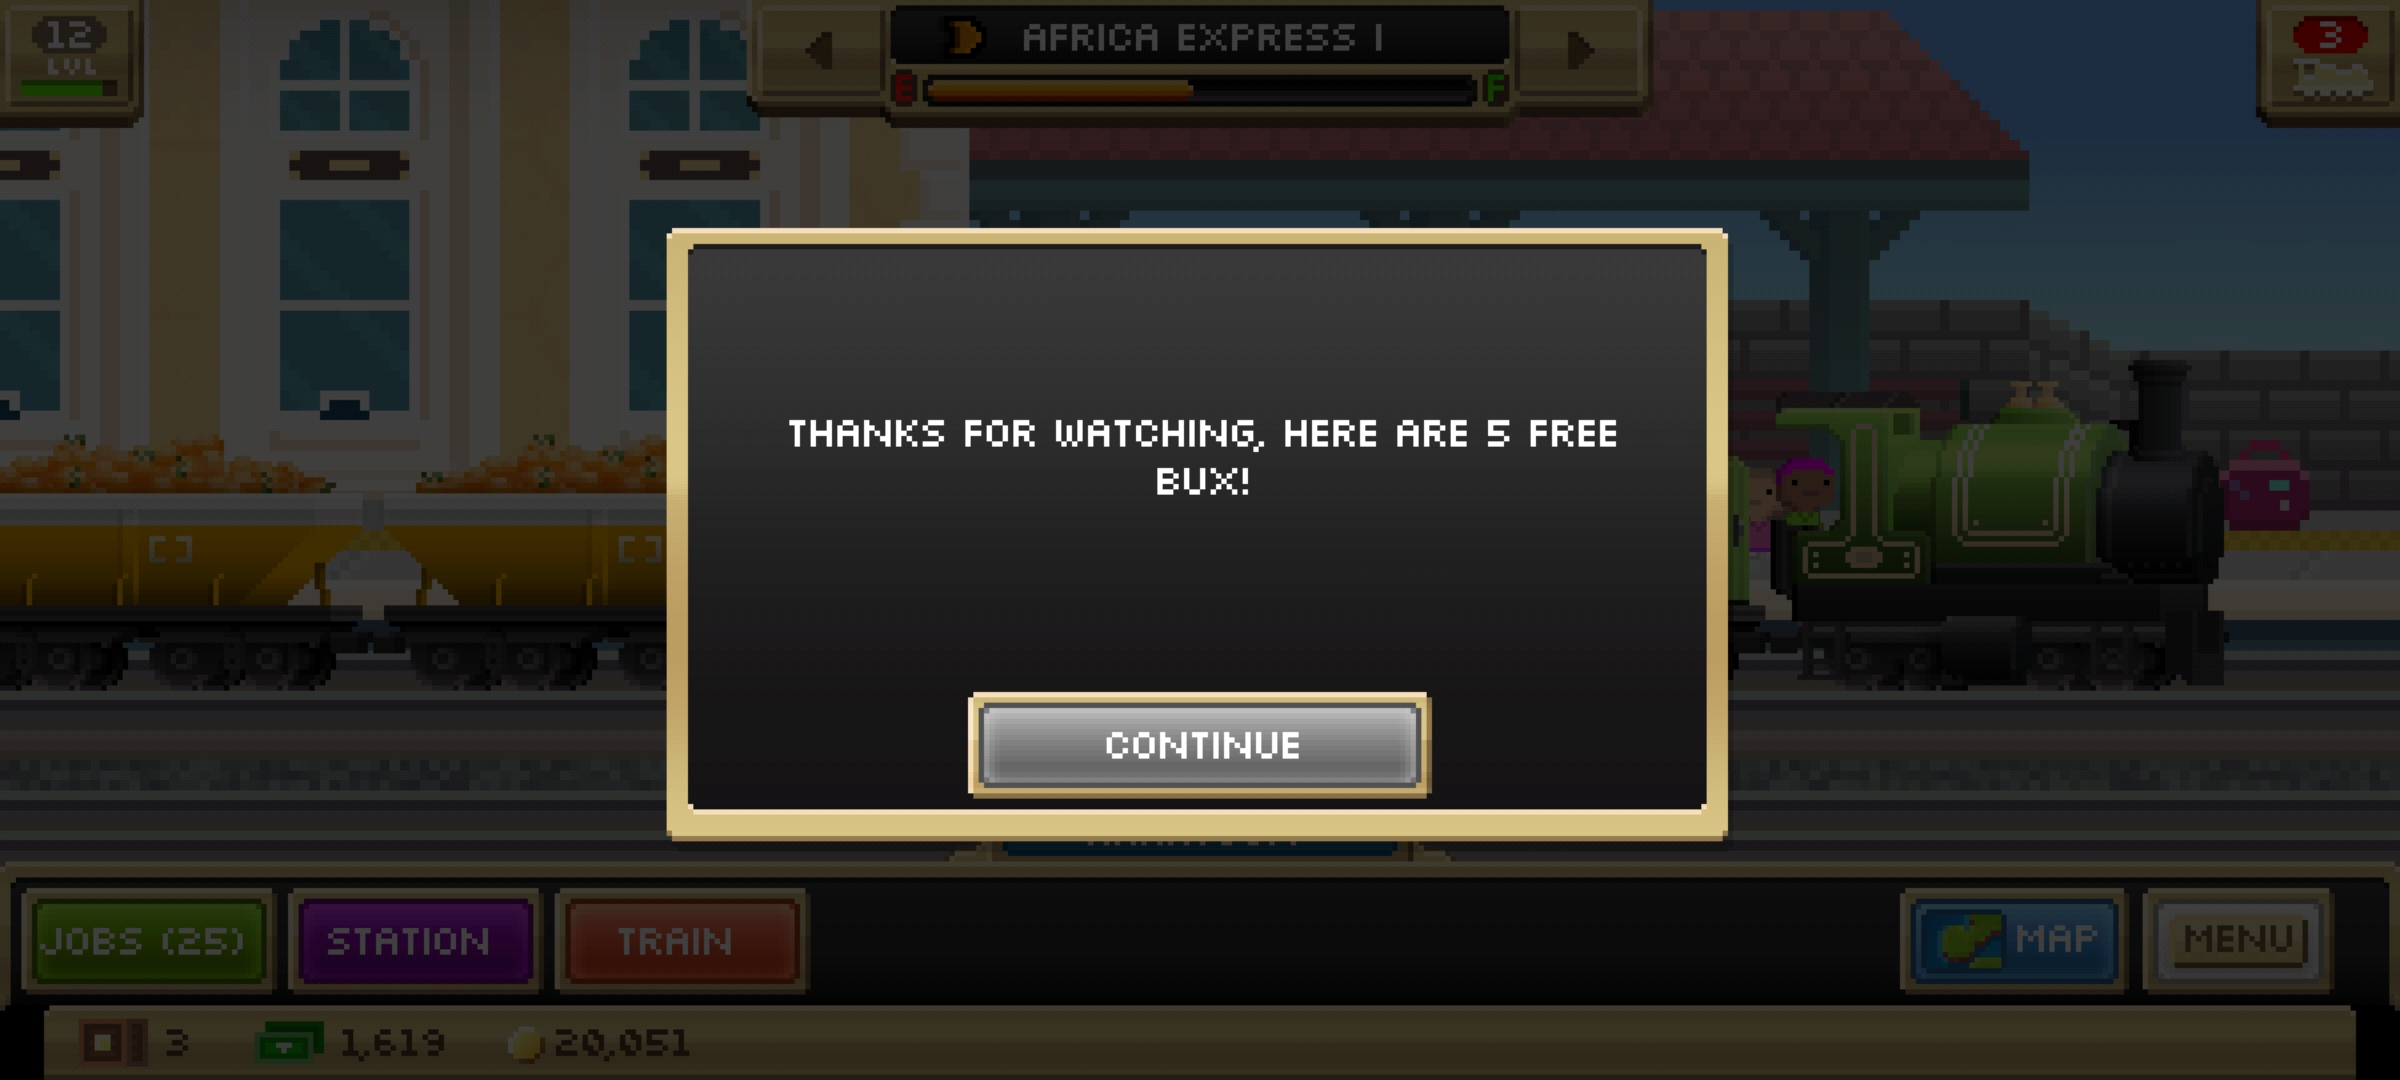 12
LVL
AFRICA EXPRESS I
E
F
3
THANKS FOR WATCHING, HERE ARE 5 FREE
BUX!
CONTINUE
JOBS (25)
STATION
TRAIN
MAP
MENU
3
1,619
20,051